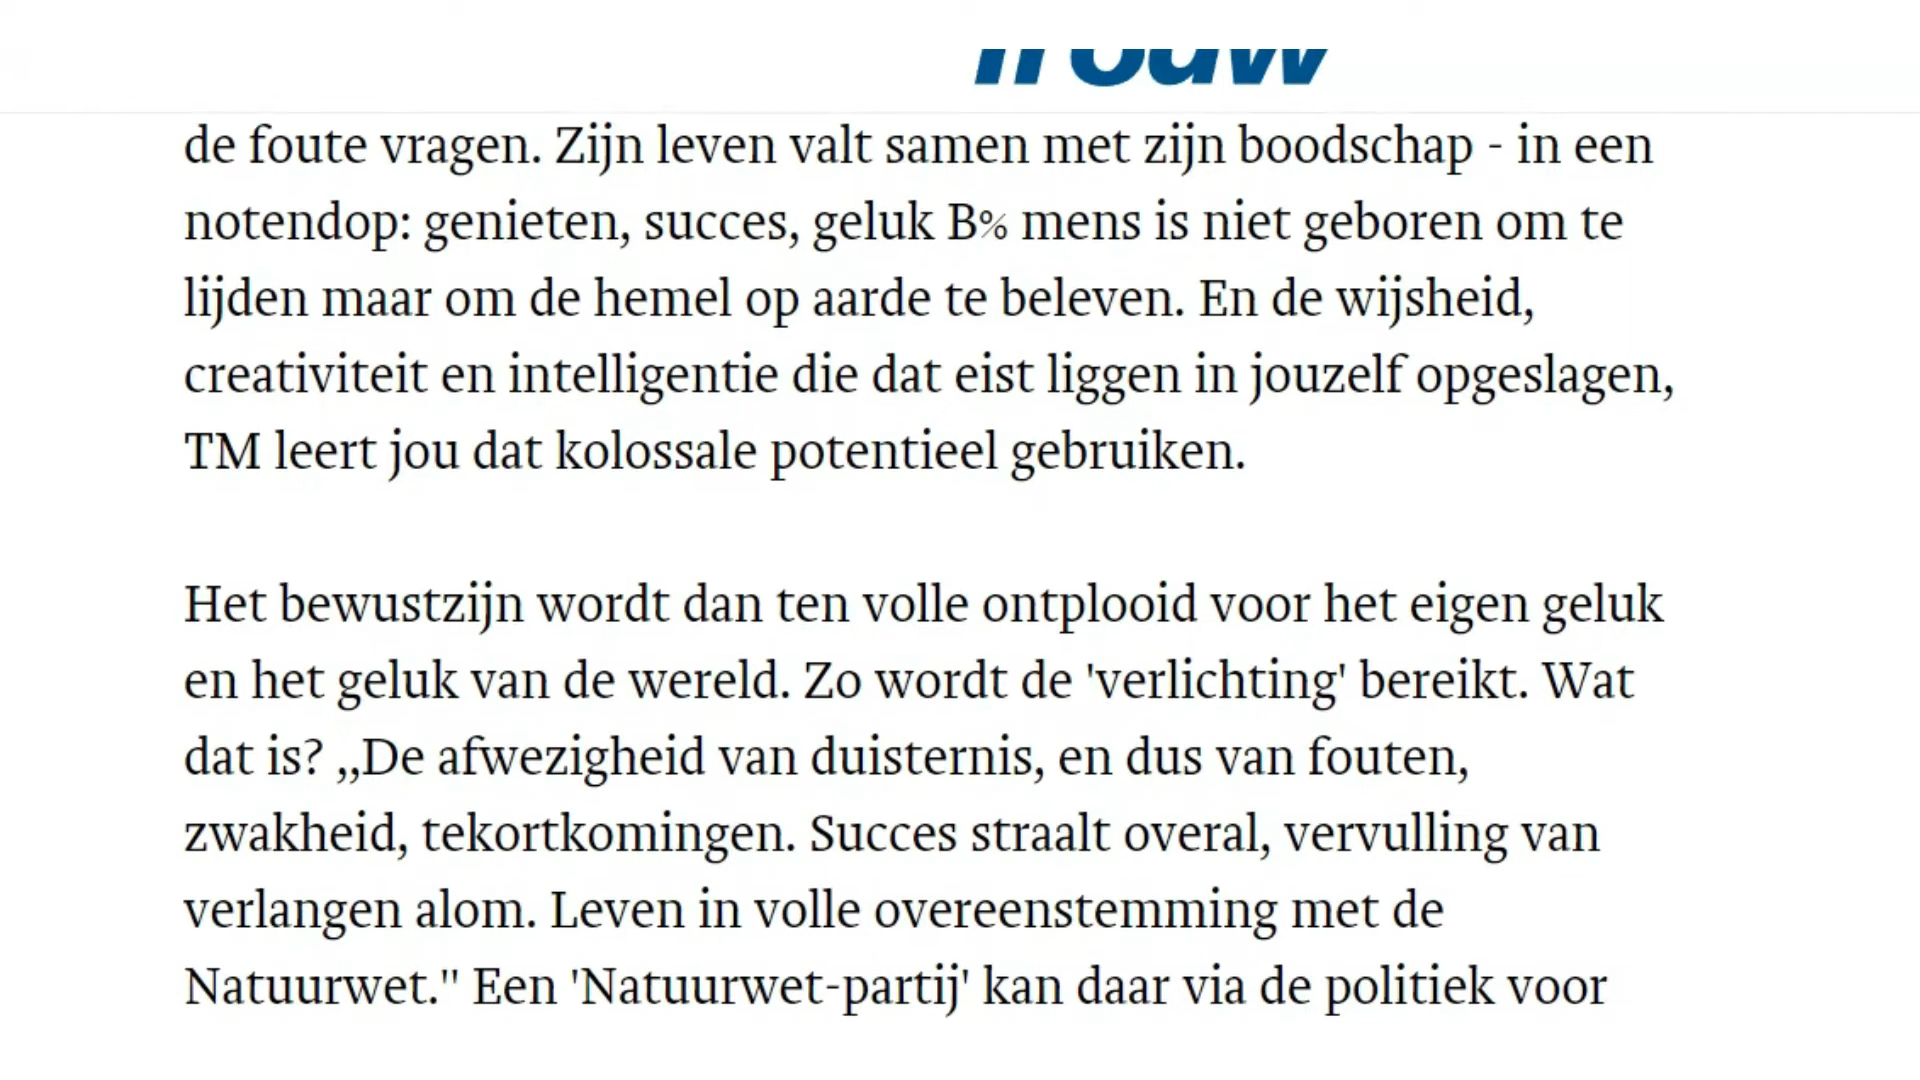 Trouw
de foute vragen. Zijn leven valt samen met zijn boodschap - in een
notendop: genieten, succes, geluk B% mens is niet geboren om te
lijden maar om de hemel op aarde te beleven. En de wijsheid,
creativiteit en intelligentie die dat eist liggen in jouzelf opgeslagen,
TM leert jou dat kolossale potentieel gebruiken.
Het bewustzijn wordt dan ten volle ontplooid voor het eigen geluk
en het geluk van de wereld. Zo wordt de 'verlichting' bereikt. Wat
dat is? ,,De afwezigheid van duisternis, en dus van fouten,
zwakheid, tekortkomingen. Succes straalt overal, vervulling van
verlangen alom. Leven in volle overeenstemming met de
Natuurwet." Een 'Natuurwet-partij' kan daar via de politiek voor